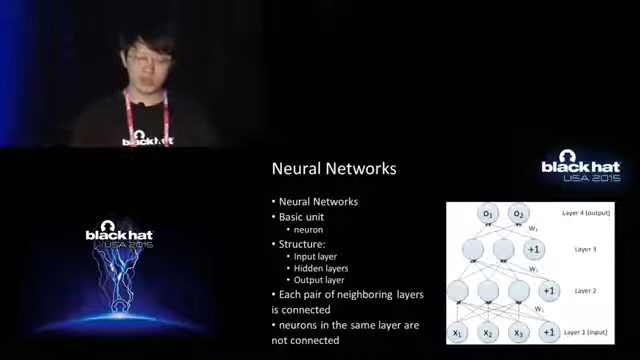 black hat
Neural Networks
black hat
USA 2015
black hat
USA 2015
• Neural Networks
• Basic unit
• neuron
• Structure:
• Input layer
• Hidden layers
• Output layer
• Each pair of neighboring layers
is connected
• neurons in the same layer are
not connected
O₁ O₂ Layer 4 (output)
W₃
+1 Layer 3
+1 Layer 2
X₁ X₂ X₃ +1 Layer 1 (input)